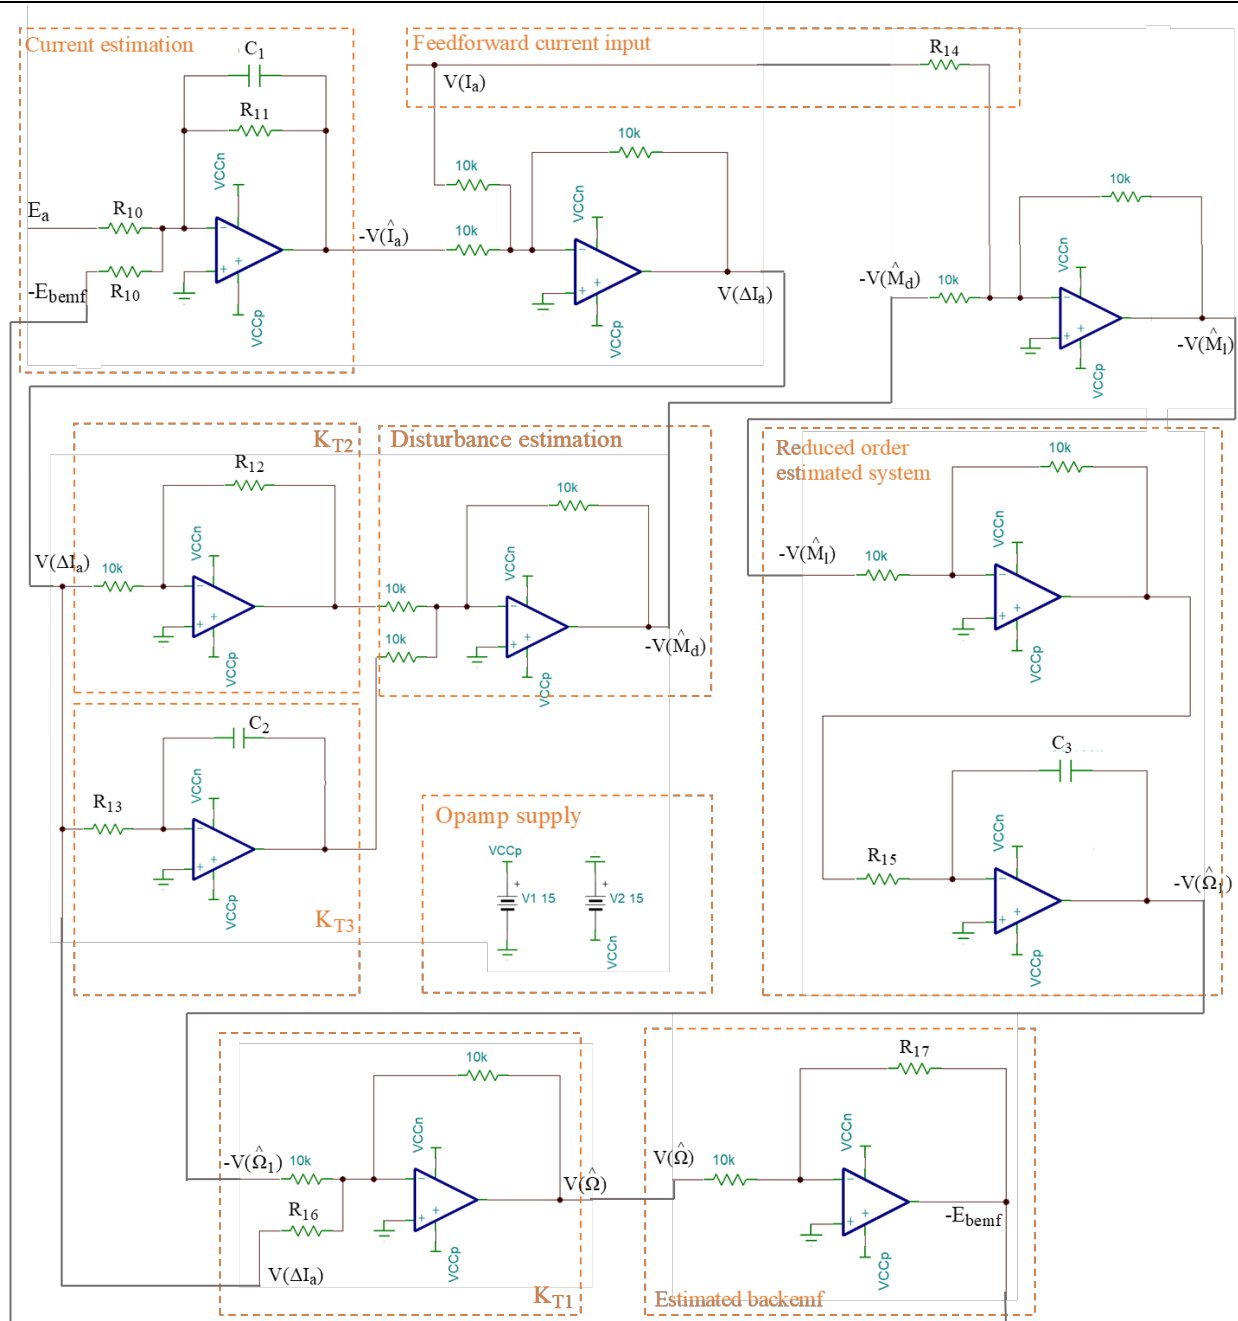 Current estimation
C1
R11
VCCn
Ea
R10
-Ebemf
R10
VCCp
-V(Îa)
Feedforward current input
V(Ia)
R14
10k
10k
10k
VCCn
VCCp
V(ΔIa)
10k
-V(M̂d)
10k
VCCn
VCCp
-V(M̂l)
KT2
R12
VCCn
V(ΔIa)
10k
VCCp
Disturbance estimation
10k
VCCn
10k
10k
-V(M̂d)
VCCp
Reduced order
estimated system
10k
-V(M̂l)
10k
VCCn
VCCp
C2
R13
VCCn
VCCp
KT3
Opamp supply
VCCp
+
V1 15
+
V2 15
VCCn
C3
VCCn
R15
-V(Ω̂1)
VCCp
10k
VCCn
-V(Ω̂1)
10k
R16
V(Ω̂)
V(ΔIa)
VCCp
KT1
R17
VCCn
V(Ω̂)
10k
-Ebemf
VCCp
Estimated backemf